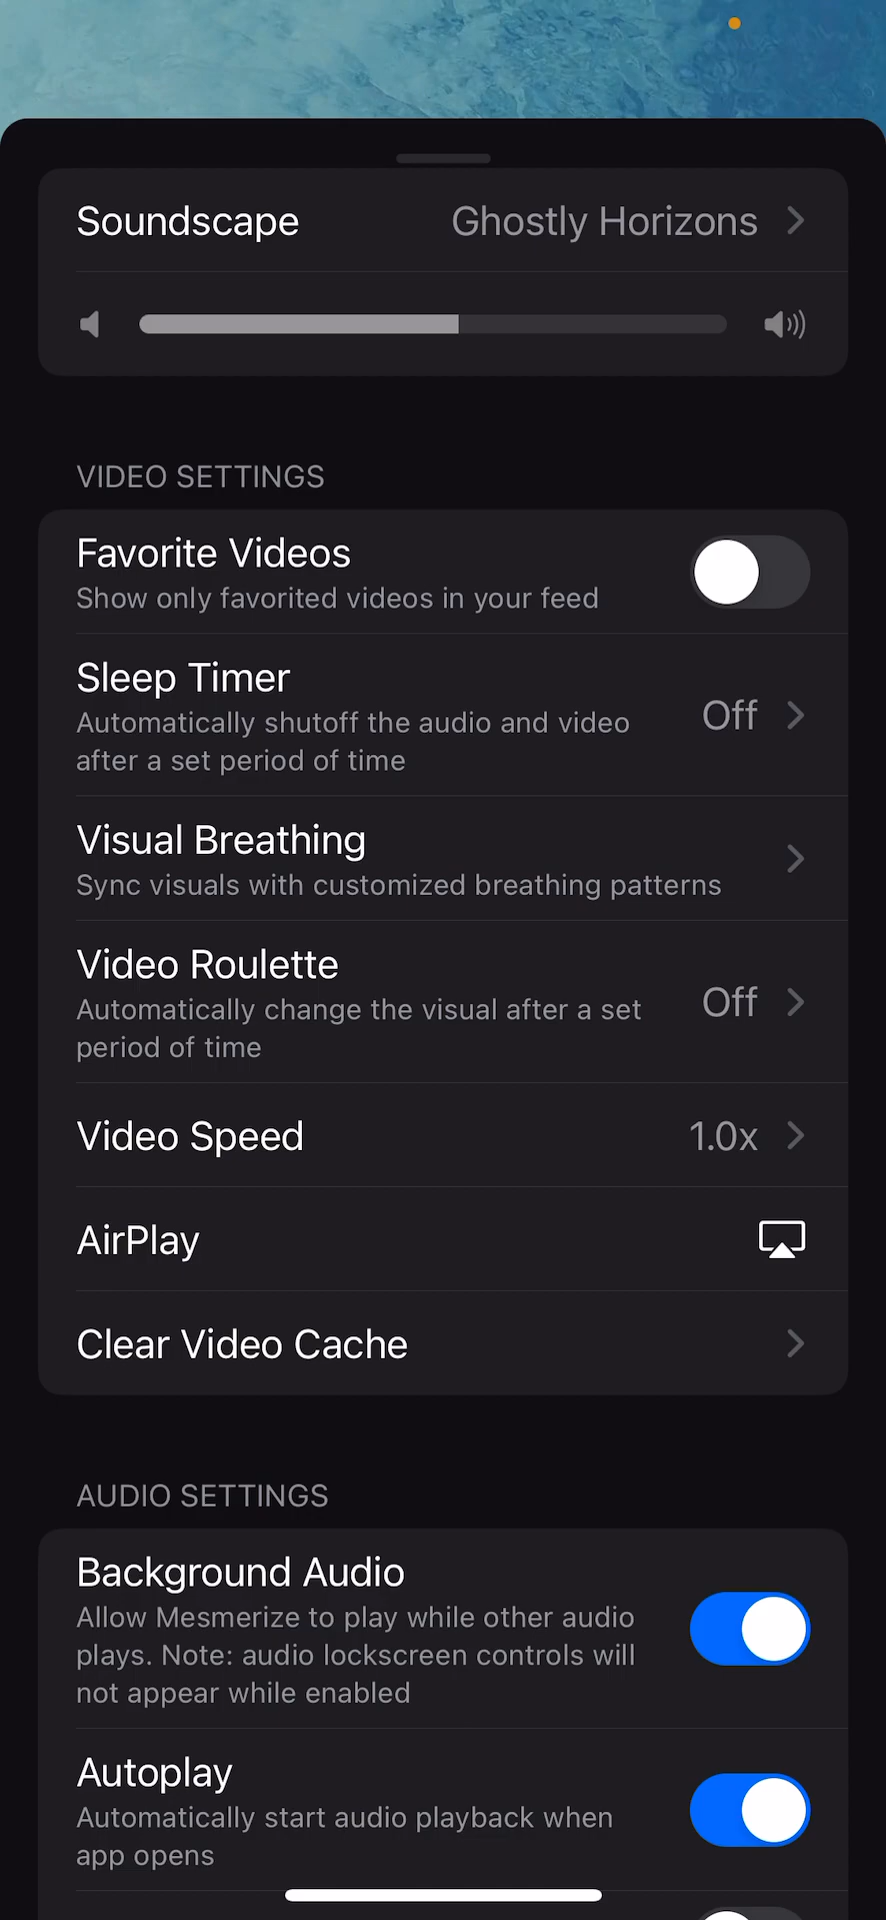 Soundscape Ghostly Horizons
VIDEO SETTINGS
Favorite Videos
Show only favorited videos in your feed
Sleep Timer
Automatically shutoff the audio and video
after a set period of time
Off
Visual Breathing
Sync visuals with customized breathing patterns
Video Roulette
Automatically change the visual after a set
period of time
Off
Video Speed 1.0x
AirPlay
Clear Video Cache
AUDIO SETTINGS
Background Audio
Allow Mesmerize to play while other audio
plays. Note: audio lockscreen controls will
not appear while enabled
Autoplay
Automatically start audio playback when
app opens